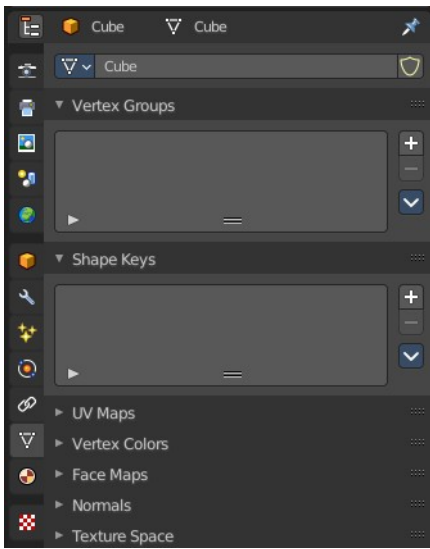 Cube Cube
Cube
Vertex Groups
Shape Keys
UV Maps
Vertex Colors
Face Maps
Normals
Texture Space